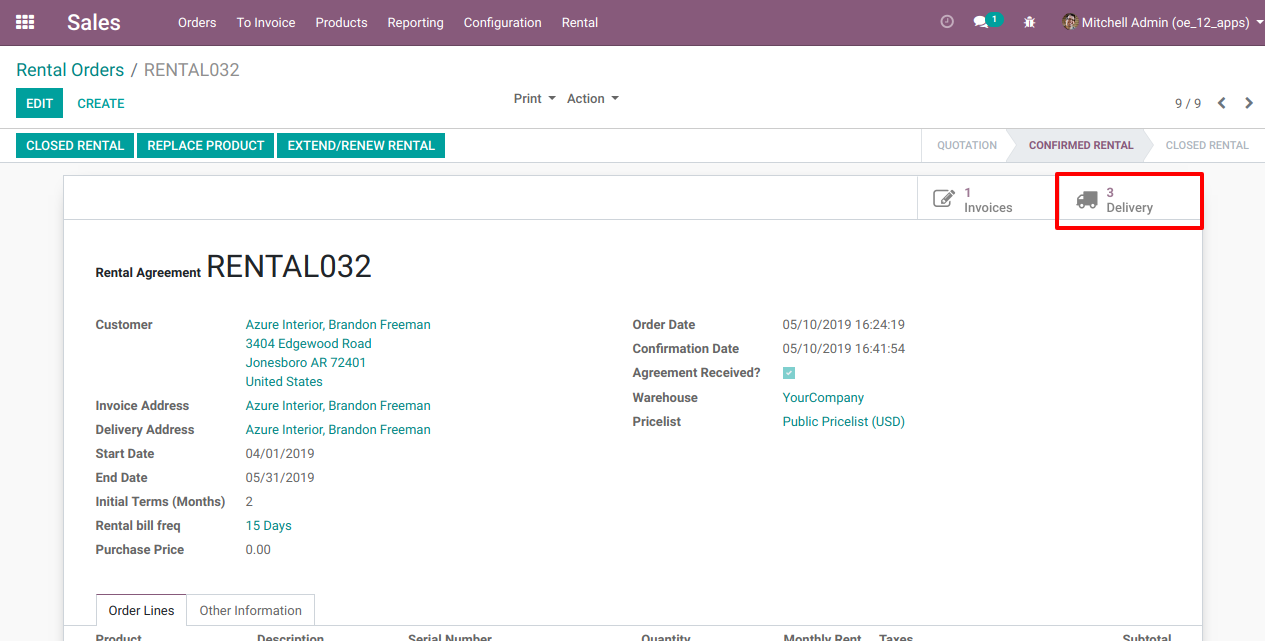 Sales Orders To Invoice Products Reporting Configuration Rental 1 Mitchell Admin (oe_12_apps)
Rental Orders / RENTAL032
EDIT CREATE Print Action 9 / 9
CLOSED RENTAL REPLACE PRODUCT EXTEND/RENEW RENTAL QUOTATION CONFIRMED RENTAL CLOSED RENTAL
1 Invoices
3 Delivery
Rental Agreement RENTAL032
Customer Azure Interior, Brandon Freeman
3404 Edgewood Road
Jonesboro AR 72401
United States
Invoice Address Azure Interior, Brandon Freeman
Delivery Address Azure Interior, Brandon Freeman
Start Date 04/01/2019
End Date 05/31/2019
Initial Terms (Months) 2
Rental bill freq 15 Days
Purchase Price 0.00
Order Date 05/10/2019 16:24:19
Confirmation Date 05/10/2019 16:41:54
Agreement Received?
Warehouse YourCompany
Pricelist Public Pricelist (USD)
Order Lines Other Information
Product Description Serial Number Quantity Monthly Rent Taxes Subtotal